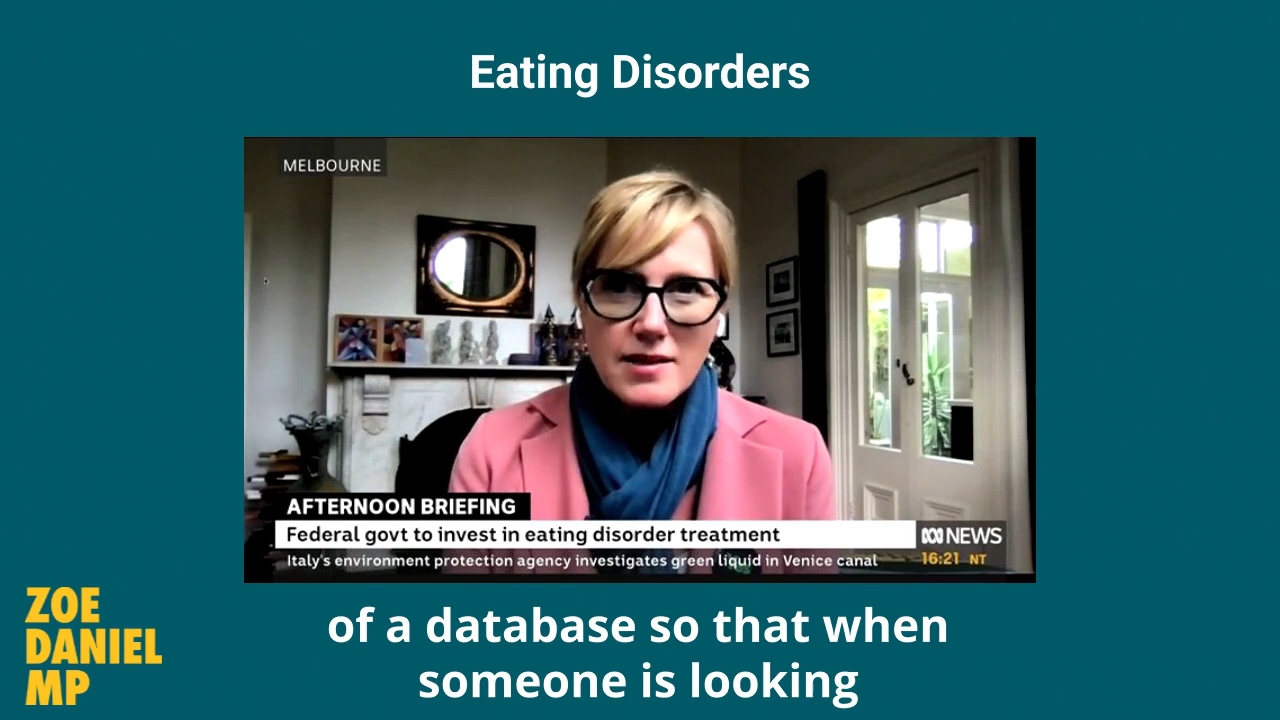 Eating Disorders
MELBOURNE
AFTERNOON BRIEFING
Federal govt to invest in eating disorder treatment
ABC NEWS
Italy's environment protection agency investigates green liquid in Venice canal
16:21 NT
of a database so that when
someone is looking
ZOE
DANIEL
MP